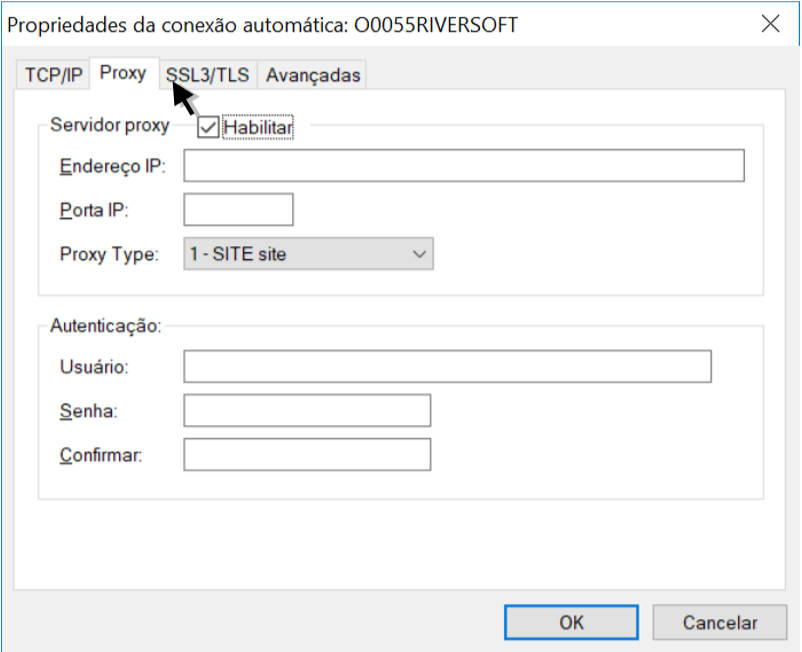 Propriedades da conexão automática: O0055RIVERSOFT
TCP/IP Proxy SSL3/TLS Avançadas
Servidor proxy Habilitar
Endereço IP:
Porta IP:
Proxy Type: 1 - SITE site
Autenticação:
Usuário:
Senha:
Confirmar:
OK Cancelar